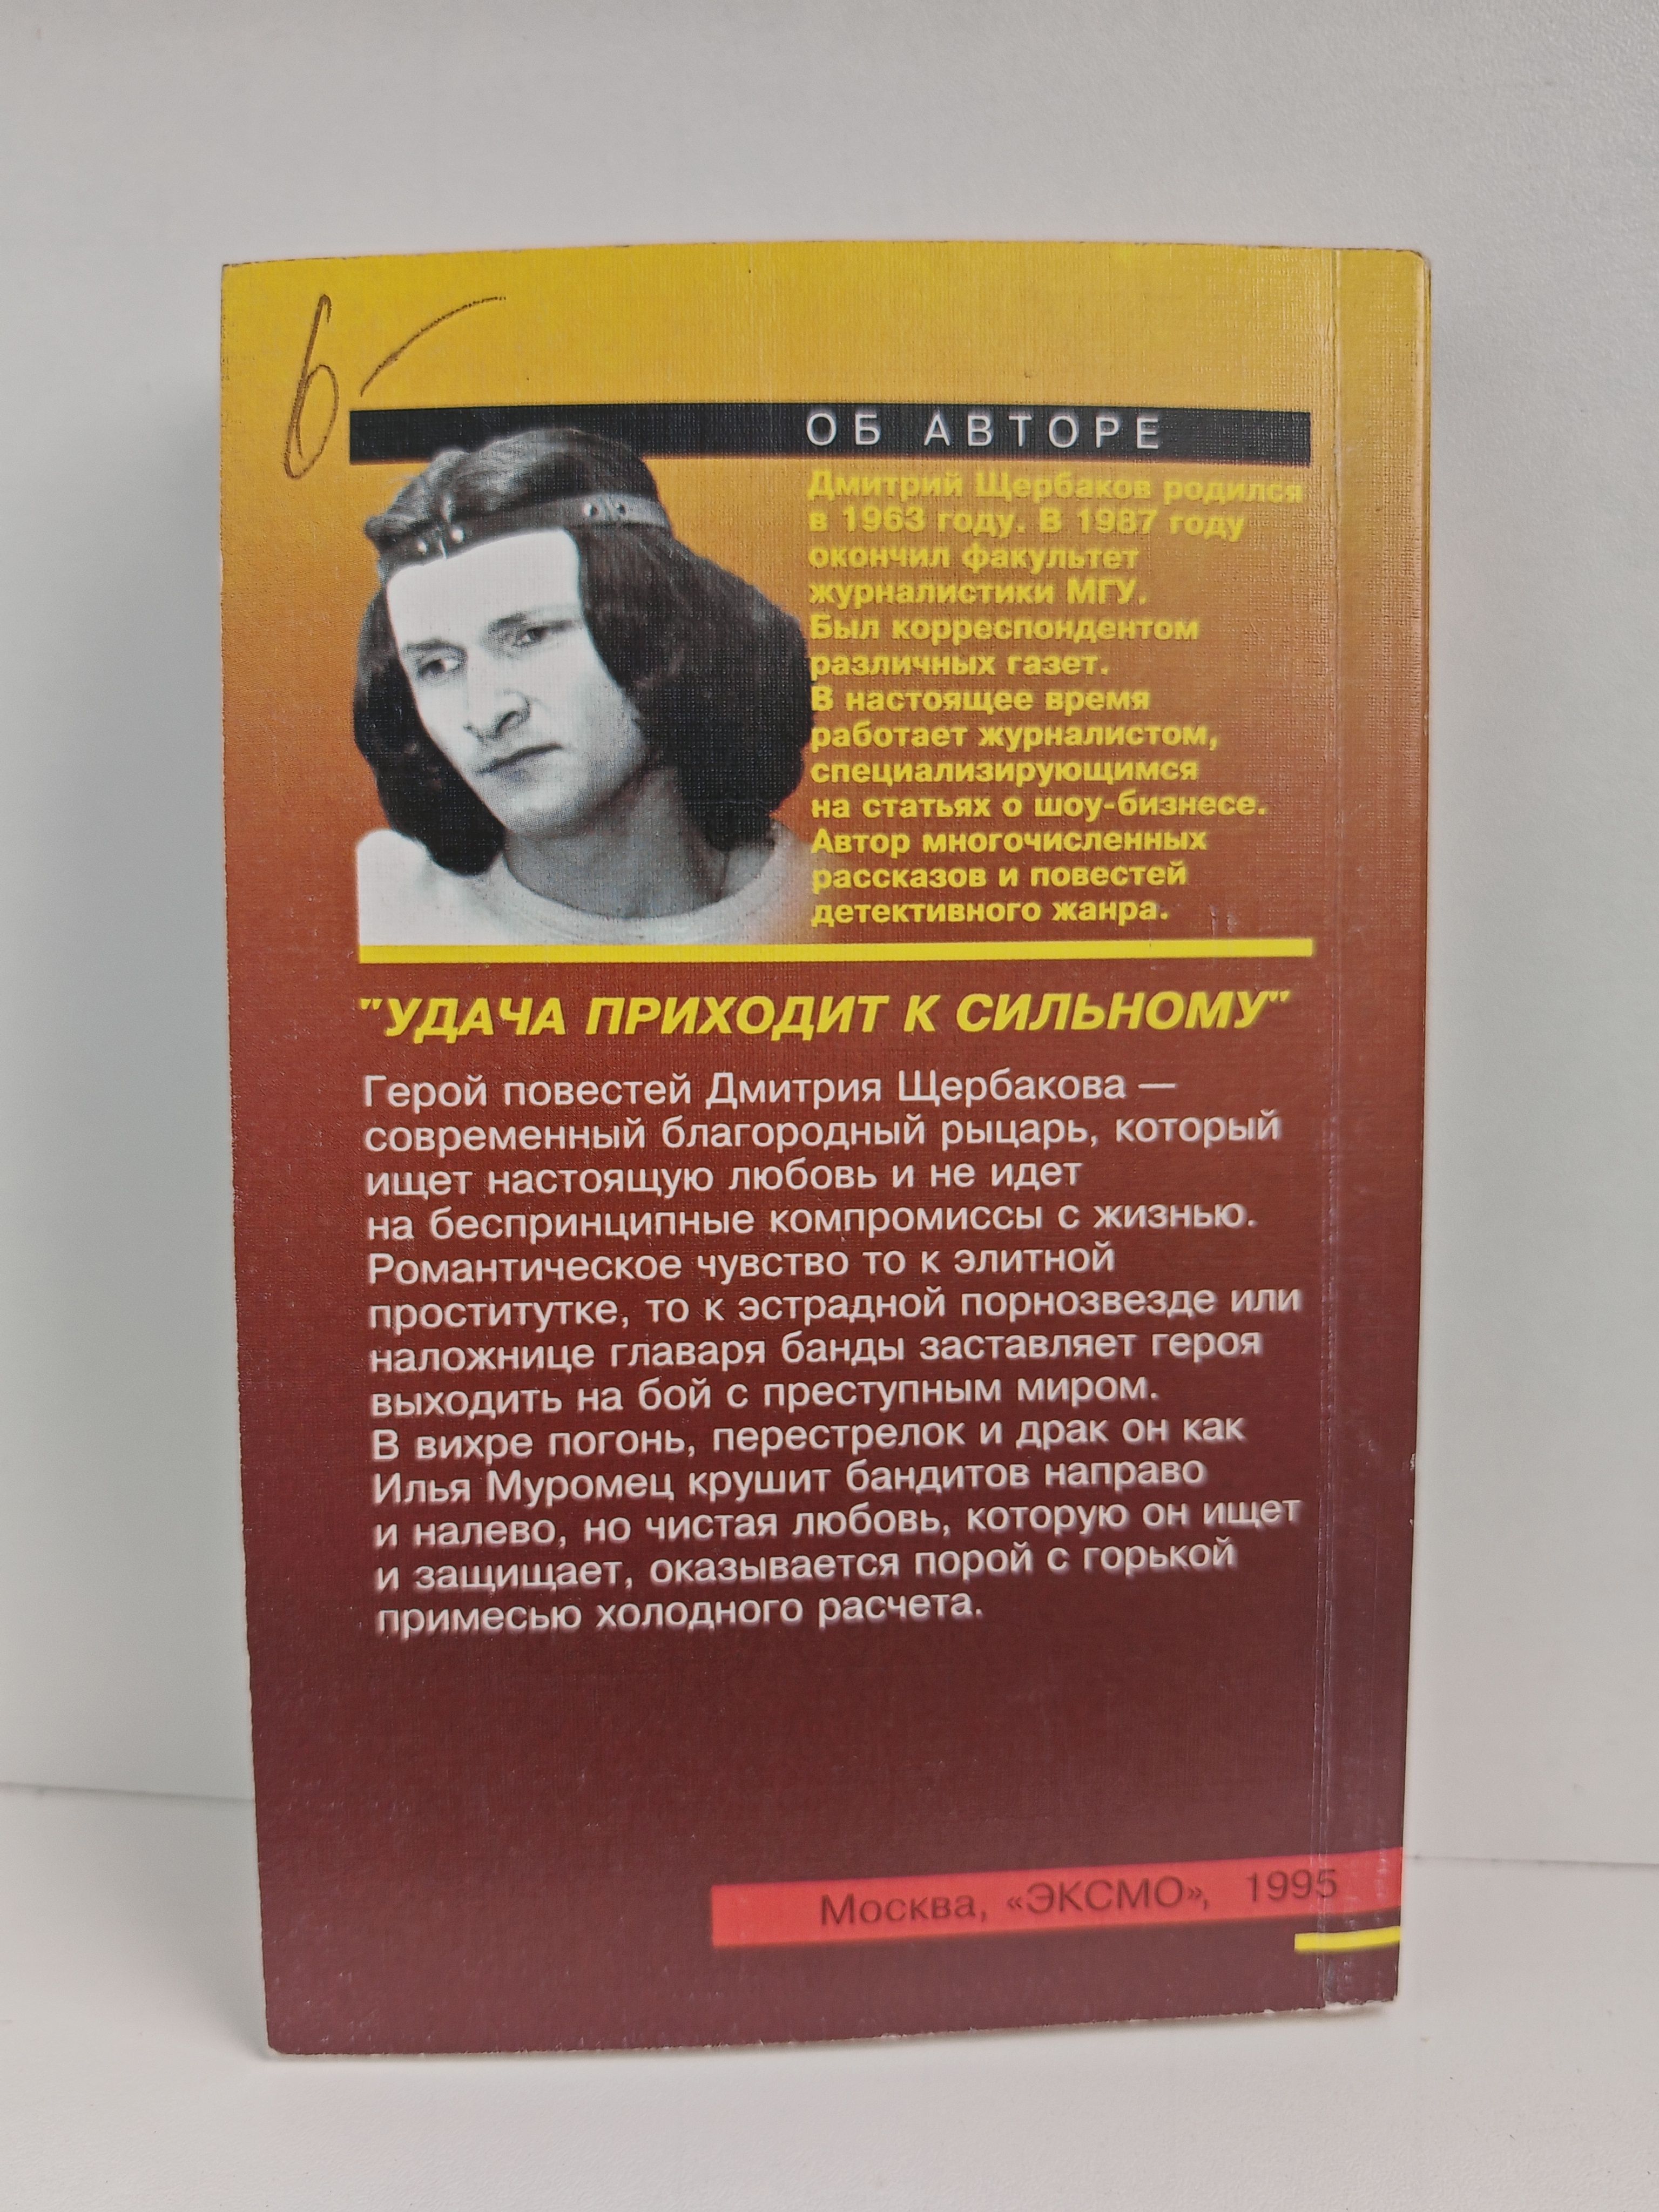 6-
ОБ АВТОРЕ
Дмитрий Щербаков родился
в 1963 году. В 1987 году
окончил факультет
журналистики МГУ.
Был корреспондентом
различных газет.
В настоящее время
работает журналистом,
специализирующимся
на статьях о шоу-бизнесе.
Автор многочисленных
рассказов и повестей
детективного жанра.
"УДАЧА ПРИХОДИТ К СИЛЬНОМУ"
Герой повестей Дмитрия Щербакова —
современный благородный рыцарь, который
ищет настоящую любовь и не идет
на беспринципные компромиссы с жизнью.
Романтическое чувство то к элитной
проститутке, то к эстрадной порнозвезде или
наложнице главаря банды заставляет героя
выходить на бой с преступным миром.
В вихре погонь, перестрелок и драк он как
Илья Муромец крушит бандитов направо
и налево, но чистая любовь, которую он ищет
и защищает, оказывается порой с горькой
примесью холодного расчета.
Москва, «ЭКСМО», 1995